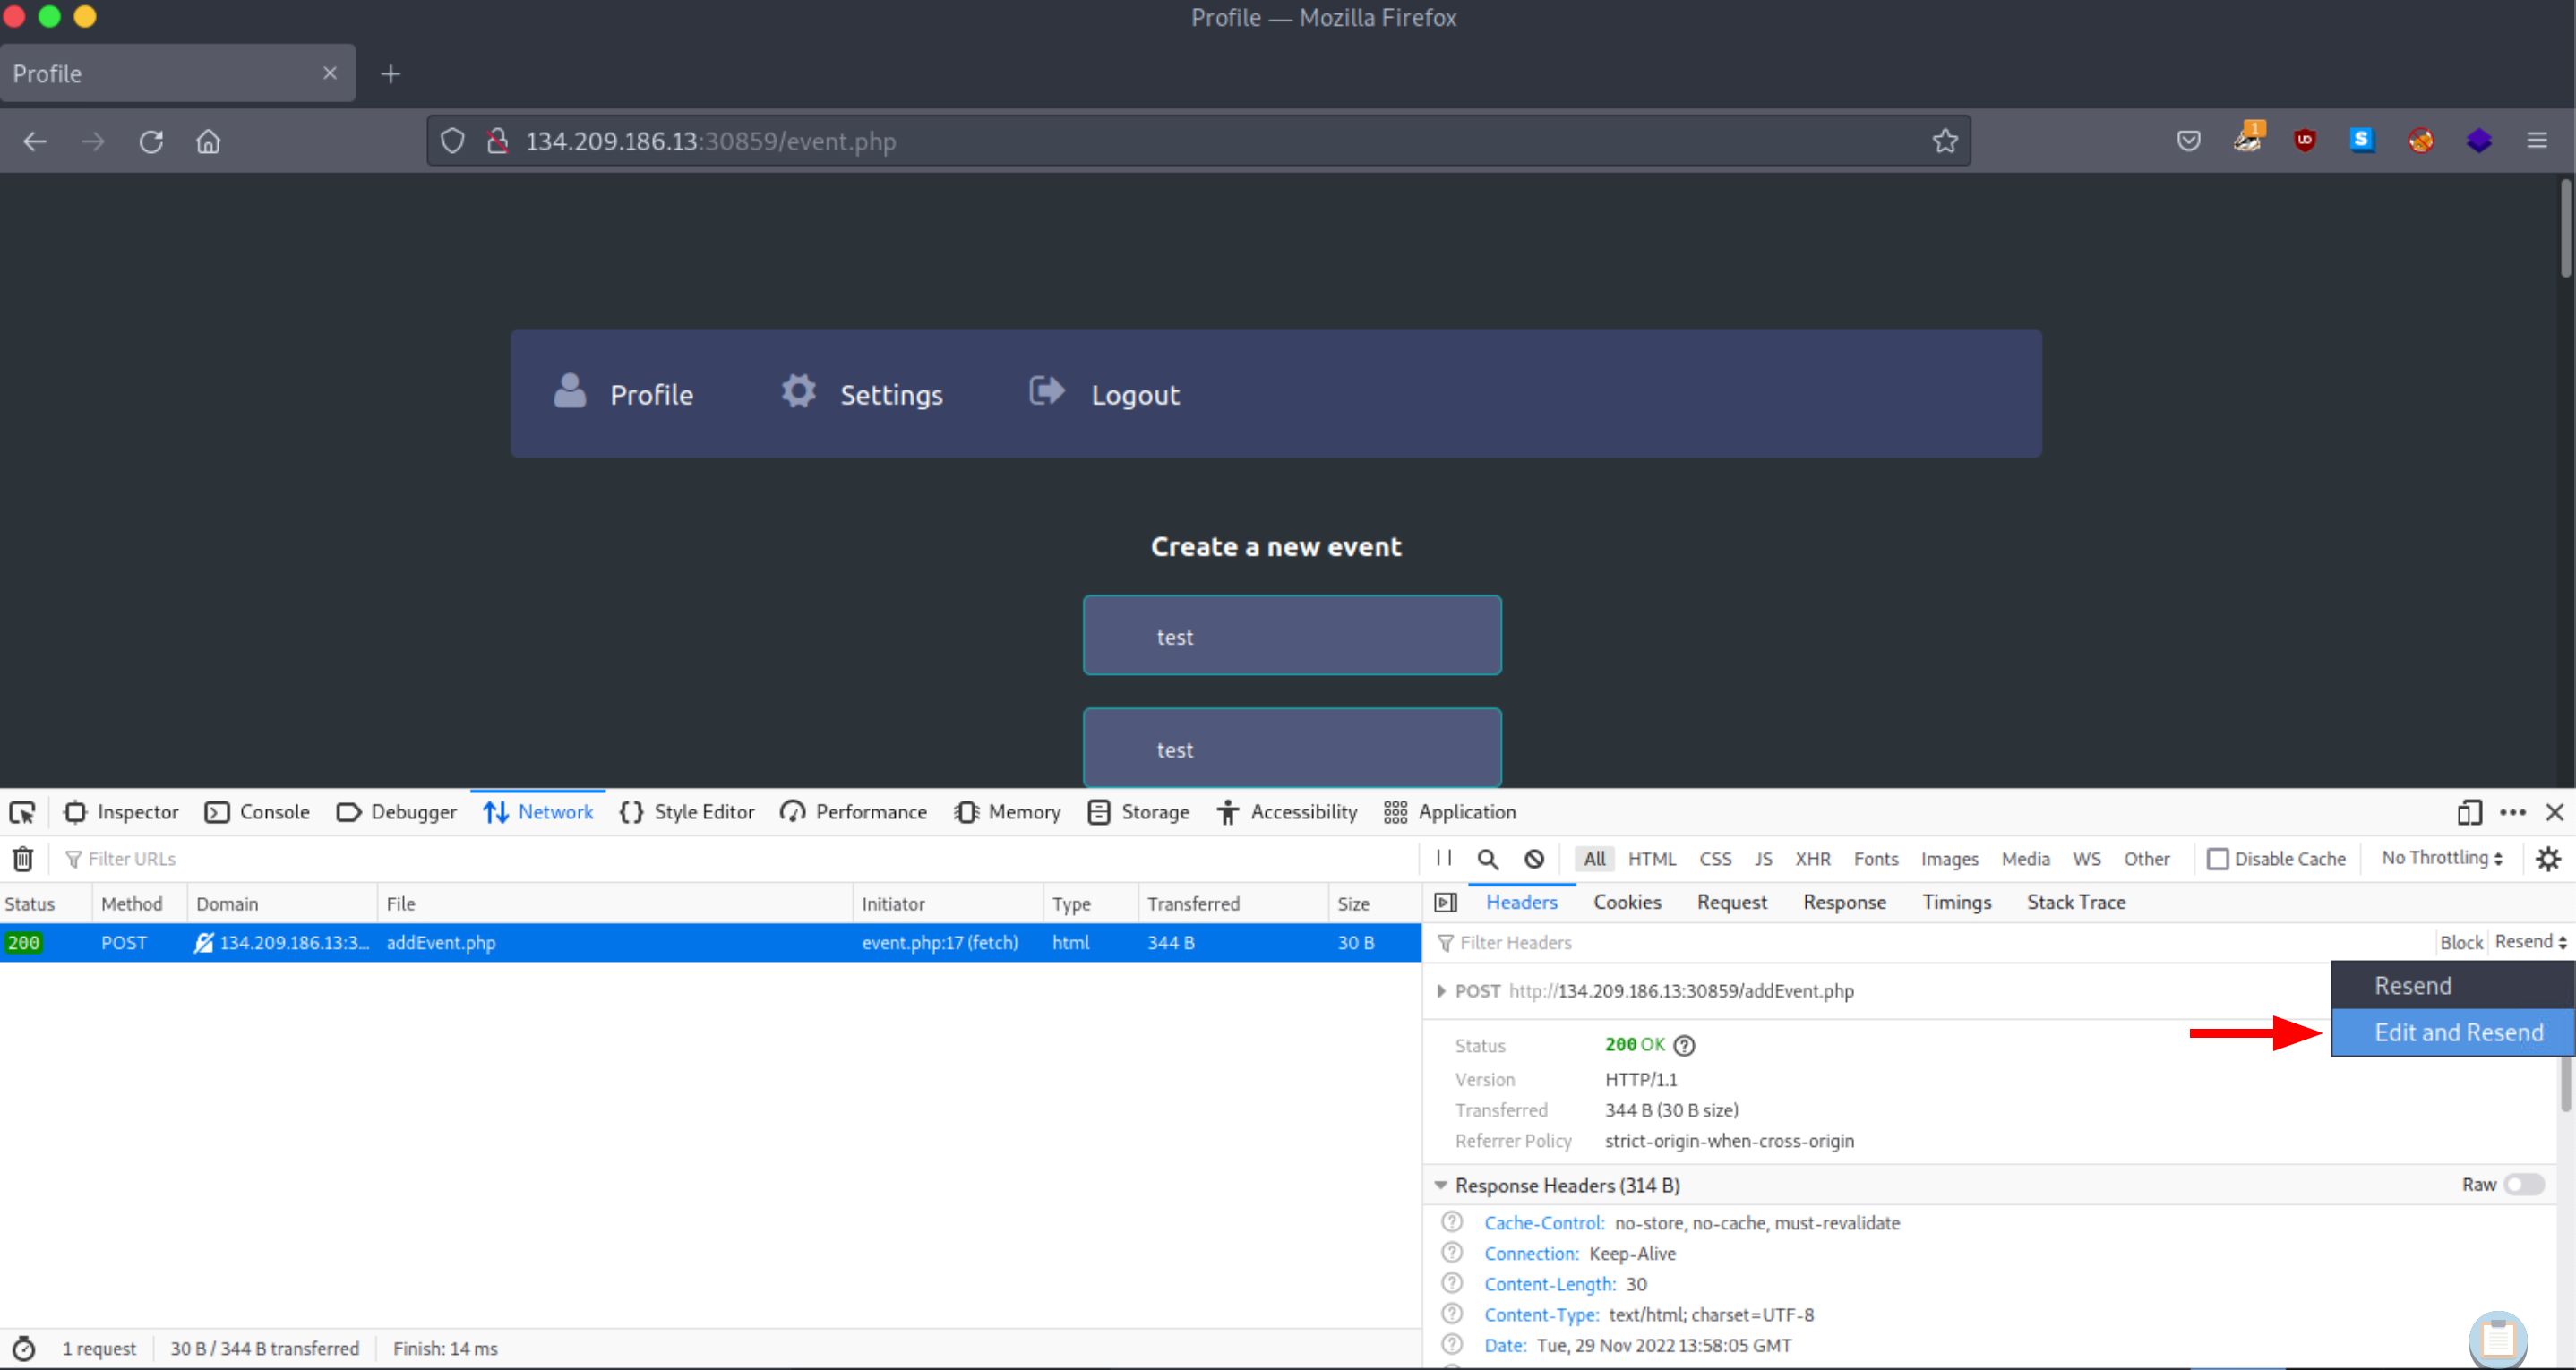 Profile — Mozilla Firefox
Profile
134.209.186.13:30859/event.php
1
Profile Settings Logout
Create a new event
test
test
Inspector Console Debugger Network Style Editor Performance Memory Storage Accessibility Application
Filter URLs All HTML CSS JS XHR Fonts Images Media WS Other Disable Cache No Throttling
Status Method Domain File Initiator Type Transferred Size Headers Cookies Request Response Timings Stack Trace
200 POST 134.209.186.13:3... addEvent.php event.php:17 (fetch) html 344 B 30 B Filter Headers Block Resend
Resend
POST http://134.209.186.13:30859/addEvent.php
Edit and Resend
Status 200 OK
Version HTTP/1.1
Transferred 344 B (30 B size)
Referrer Policy strict-origin-when-cross-origin
Response Headers (314 B) Raw
Cache-Control: no-store, no-cache, must-revalidate
Connection: Keep-Alive
Content-Length: 30
Content-Type: text/html; charset=UTF-8
Date: Tue, 29 Nov 2022 13:58:05 GMT
1 request 30 B / 344 B transferred Finish: 14 ms